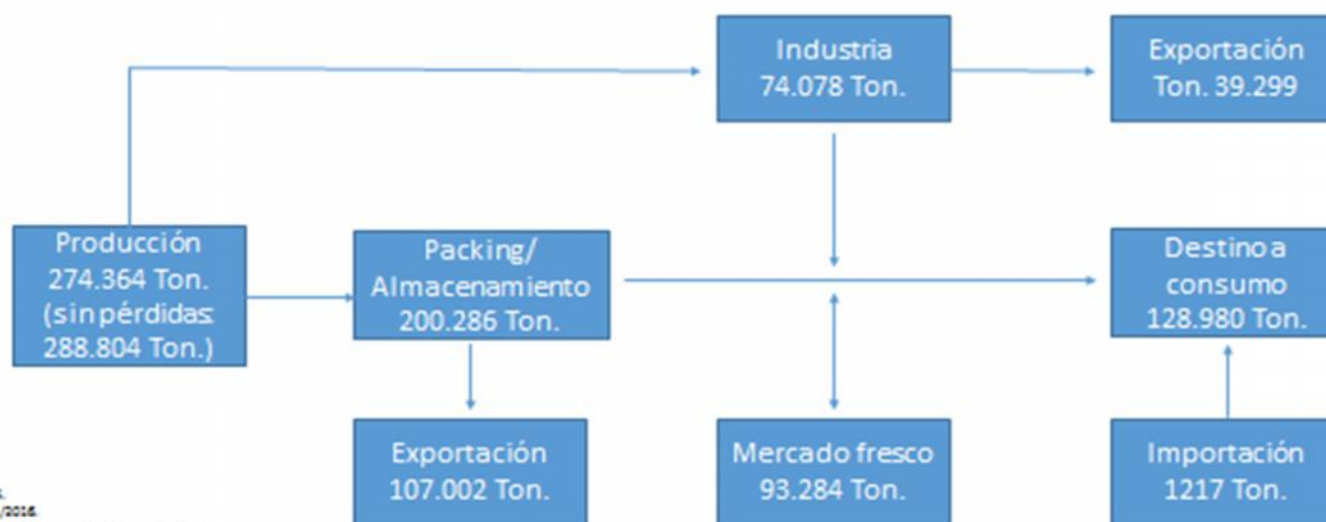 Industria
74.078 Ton.
Exportación
Ton. 39.299
Producción
274.364 Ton.
(sin pérdidas:
288.804 Ton.)
Packing/
Almacenamiento
200.286 Ton.
Destino a
consumo
128.980 Ton.
Exportación
107.002 Ton.
Mercado fresco
93.284 Ton.
Importación
1217 Ton.
/2016.